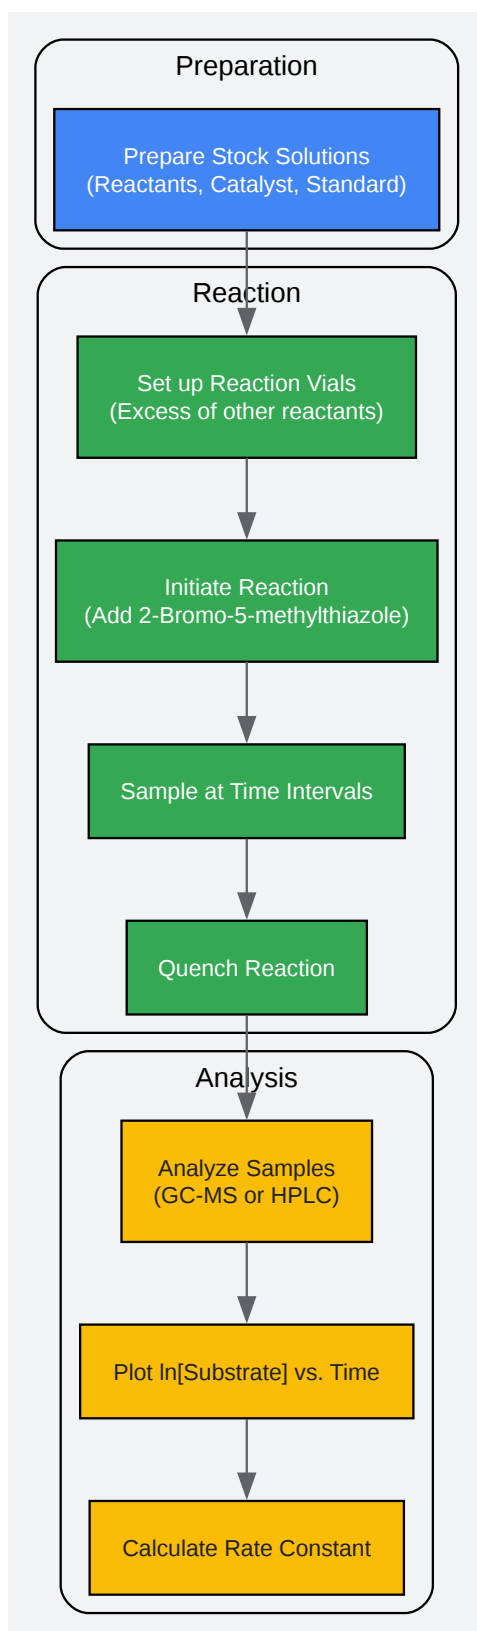 Preparation
Prepare Stock Solutions
(Reactants, Catalyst, Standard)
Reaction
Set up Reaction Vials
(Excess of other reactants)
Initiate Reaction
(Add 2-Bromo-5-methylthiazole)
Sample at Time Intervals
Quench Reaction
Analysis
Analyze Samples
(GC-MS or HPLC)
Plot ln[Substrate] vs. Time
Calculate Rate Constant